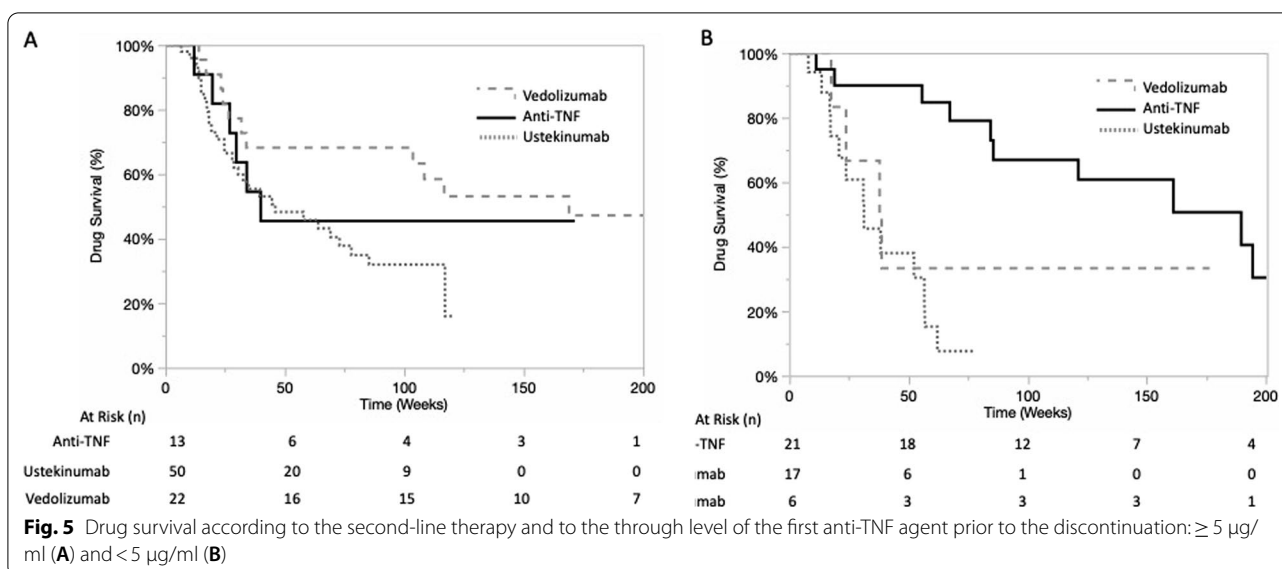 A
100%
80%
60%
40%
20%
0%
Drug Survival (%)
Vedolizumab
Anti-TNF
Ustekinumab
0 50 100 150 200
Time (Weeks)
At Risk (n)
Anti-TNF 13 6 4 3 1
Ustekinumab 50 20 9 0 0
Vedolizumab 22 16 15 10 7
B
100%
80%
60%
40%
20%
0%
Drug Survival (%)
Vedolizumab
Anti-TNF
Ustekinumab
0 50 100 150 200
Time (Weeks)
At Risk (n)
-TNF 21 18 12 7 4
umab 17 6 1 0 0
umab 6 3 3 3 1
Fig. 5 Drug survival according to the second-line therapy and to the through level of the first anti-TNF agent prior to the discontinuation: ≥ 5 µg/
ml (A) and < 5 µg/ml (B)